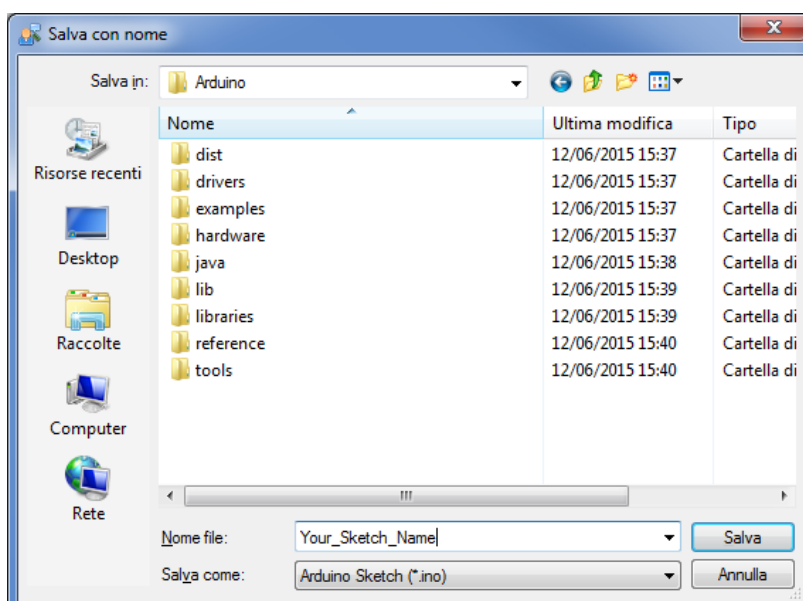 Salva con nome
Salva in: Arduino
Nome Ultima modifica Tipo
dist 12/06/2015 15:37 Cartella di
drivers 12/06/2015 15:37 Cartella di
examples 12/06/2015 15:37 Cartella di
hardware 12/06/2015 15:37 Cartella di
java 12/06/2015 15:38 Cartella di
lib 12/06/2015 15:39 Cartella di
libraries 12/06/2015 15:39 Cartella di
reference 12/06/2015 15:40 Cartella di
tools 12/06/2015 15:40 Cartella di
Risorse recenti
Desktop
Raccolte
Computer
Rete
Nome file: Your_Sketch_Name Salva
Salva come: Arduino Sketch (*.ino) Annulla